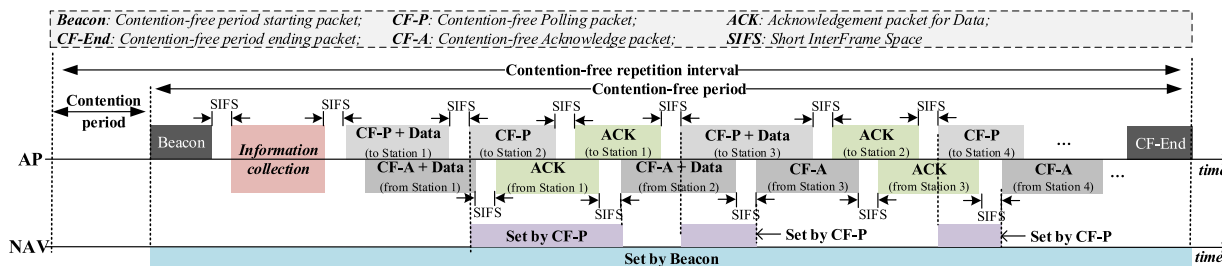 Beacon: Contention-free period starting packet; CF-P: Contention-free Polling packet; ACK: Acknowledgement packet for Data;
CF-End: Contention-free period ending packet; CF-A: Contention-free Acknowledge packet; SIFS: Short InterFrame Space
Contention-free repetition interval
Contention period
Contention-free period
SIFS SIFS SIFS SIFS SIFS SIFS SIFS SIFS
Beacon
Information collection
CF-P + Data
(to Station 1)
CF-P
(to Station 2)
ACK
(to Station 1)
CF-P + Data
(to Station 3)
ACK
(to Station 2)
CF-P
(to Station 4)
...
CF-End
AP
time
CF-A + Data
(from Station 1)
ACK
(from Station 1)
CF-A + Data
(from Station 2)
CF-A
(from Station 3)
ACK
(from Station 3)
CF-A
(from Station 4)
...
SIFS SIFS SIFS SIFS SIFS
Set by CF-P
Set by CF-P
Set by CF-P
NAV
Set by Beacon
time